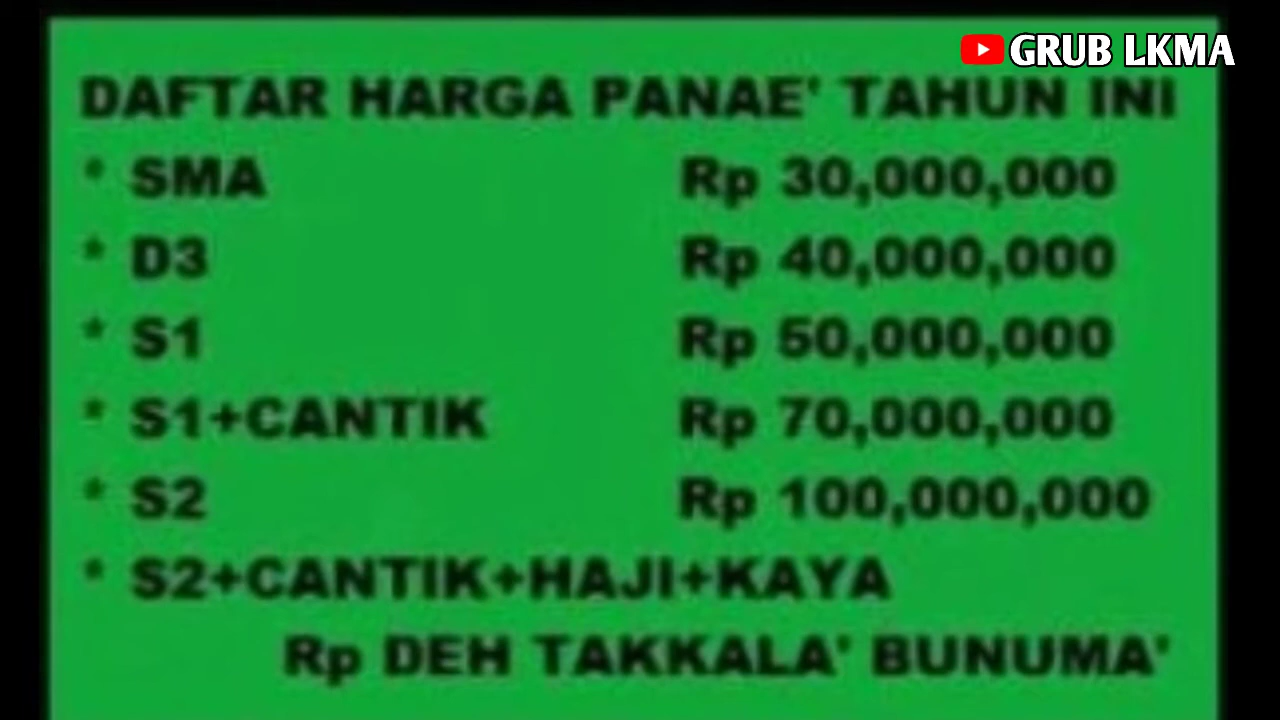 GRUB LKMA
DAFTAR HARGA PANAE' TAHUN INI
* SMA Rp 30,000,000
* D3 Rp 40,000,000
* S1 Rp 50,000,000
* S1+CANTIK Rp 70,000,000
* S2 Rp 100,000,000
* S2+CANTIK+HAJI+KAYA
Rp DEH TAKKALA' BUNUMA'